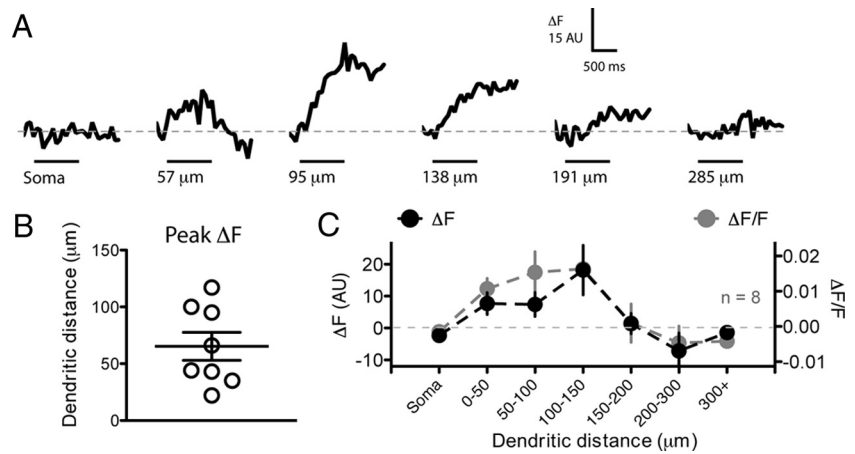 A
ΔF
15 AU
500 ms
Soma
57 μm
95 μm
138 μm
191 μm
285 μm
B
Peak ΔF
Dendritic distance (μm)
150
100
50
0
C
ΔF
ΔF/F
ΔF (AU)
20
10
0
-10
n = 8
0.02
0.01
0.00
-0.01
ΔF/F
Soma
0-50
50-100
100-150
150-200
200-300
300+
Dendritic distance (μm)